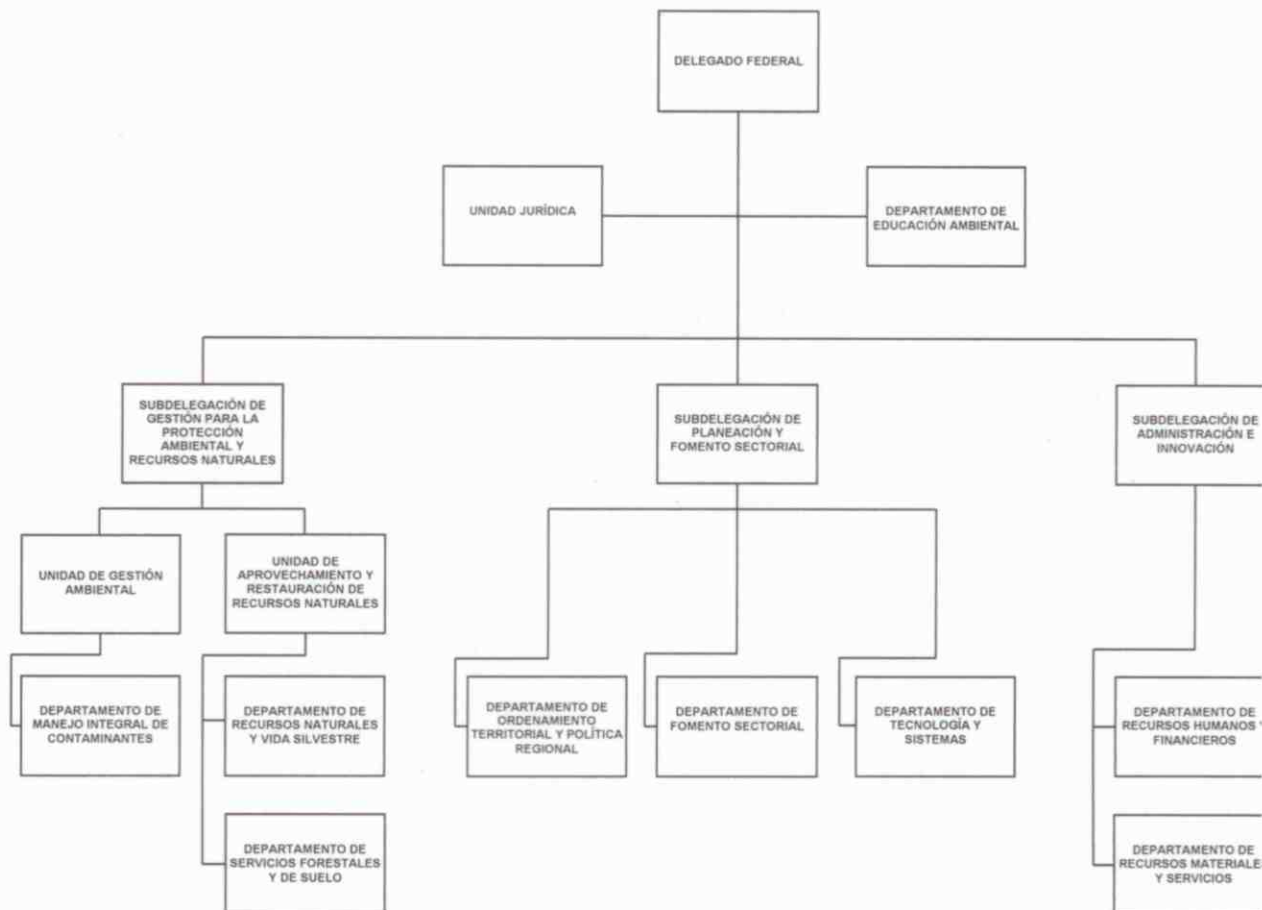 DELEGADO FEDERAL
UNIDAD JURÍDICA
DEPARTAMENTO DE
EDUCACIÓN AMBIENTAL
SUBDELEGACIÓN DE
GESTIÓN PARA LA
PROTECCIÓN
AMBIENTAL Y
RECURSOS NATURALES
SUBDELEGACIÓN DE
PLANEACIÓN Y
FOMENTO SECTORIAL
SUBDELEGACIÓN DE
ADMINISTRACIÓN E
INNOVACIÓN
UNIDAD DE GESTIÓN
AMBIENTAL
UNIDAD DE
APROVECHAMIENTO Y
RESTAURACIÓN DE
RECURSOS NATURALES
DEPARTAMENTO DE
MANEJO INTEGRAL DE
CONTAMINANTES
DEPARTAMENTO DE
RECURSOS NATURALES
Y VIDA SILVESTRE
DEPARTAMENTO DE
ORDENAMIENTO
TERRITORIAL Y POLÍTICA
REGIONAL
DEPARTAMENTO DE
FOMENTO SECTORIAL
DEPARTAMENTO DE
TECNOLOGÍA Y
SISTEMAS
DEPARTAMENTO DE
RECURSOS HUMANOS Y
FINANCIEROS
DEPARTAMENTO DE
SERVICIOS FORESTALES
Y DE SUELO
DEPARTAMENTO DE
RECURSOS MATERIALE
Y SERVICIOS